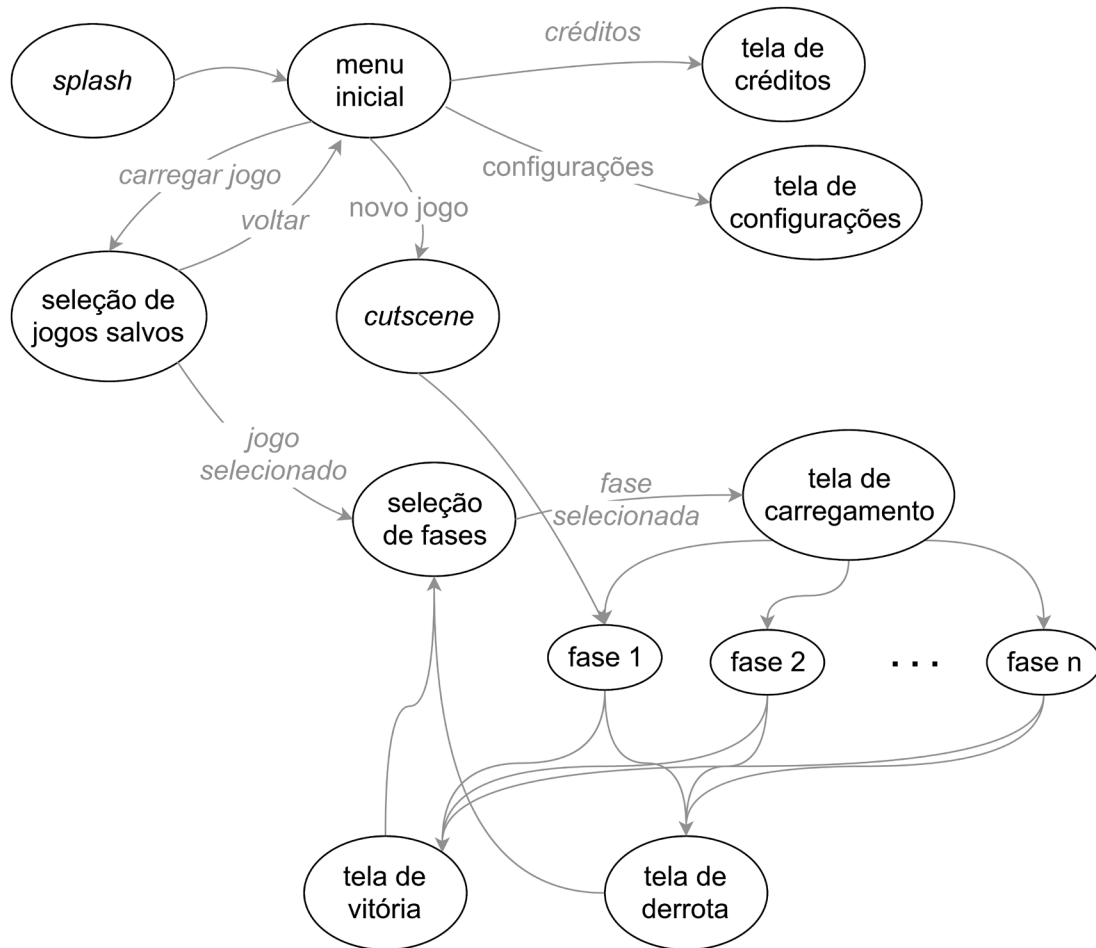 splash
menu
inicial
créditos
tela de
créditos
carregar jogo
voltar
novo jogo
configurações
tela de
configurações
seleção de
jogos salvos
cutscene
jogo
selecionado
seleção
de fases
fase
selecionada
tela de
carregamento
fase 1
fase 2
. . .
fase n
tela de
vitória
tela de
derrota